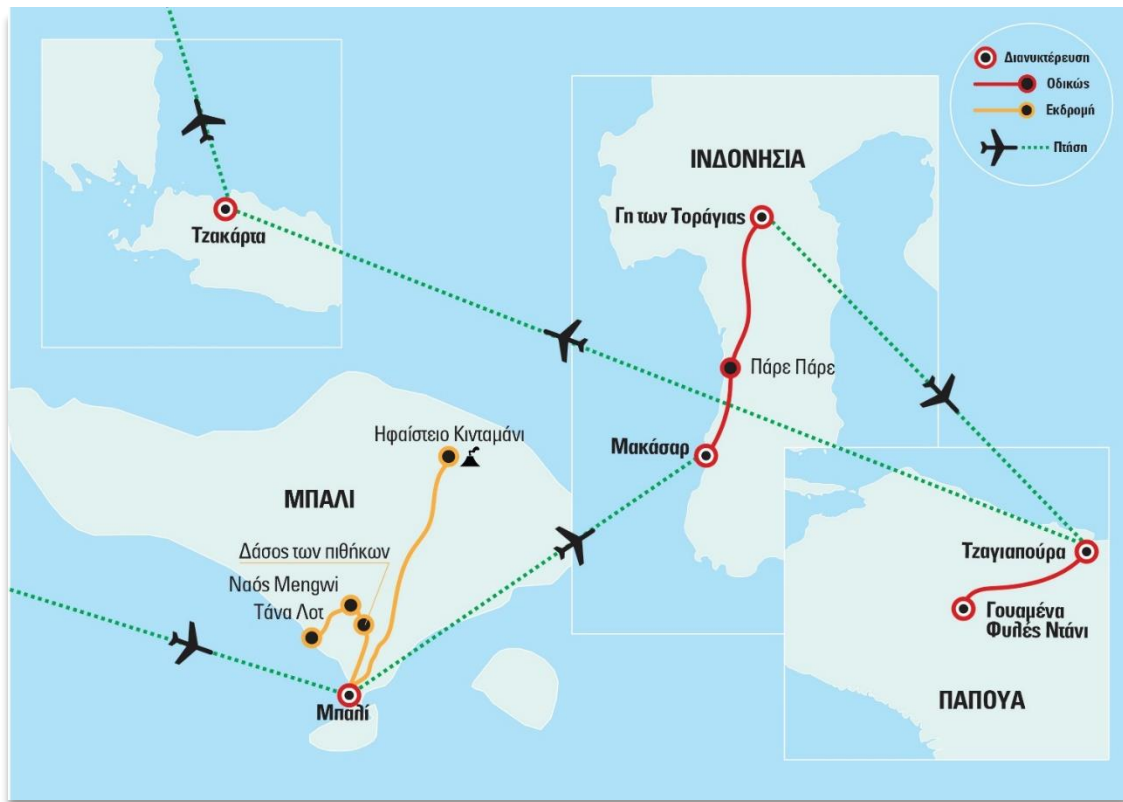 Διανυκτέρευση
Οδικώς
Εκδρομή
Πτήση
Τζακάρτα
ΙΝΔΟΝΗΣΙΑ
Γη των Τοράγιας
Πάρε Πάρε
Μακάσαρ
Ηφαίστειο Κινταμάνι
ΜΠΑΛΙ
Δάσος των πιθήκων
Ναός Mengwi
Τάνα Λοτ
Μπαλί
Τζαγιαπούρα
Γουαμένα
Φυλές Ντάνι
ΠΑΠΟΥΑ